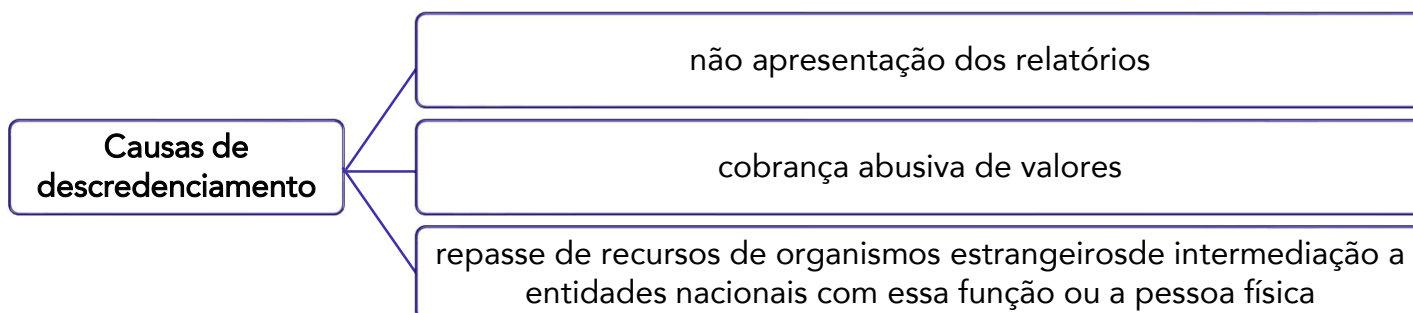 Causas de
descredenciamento
não apresentação dos relatórios
cobrança abusiva de valores
repasse de recursos de organismos estrangeirosde intermediação a
entidades nacionais com essa função ou a pessoa física